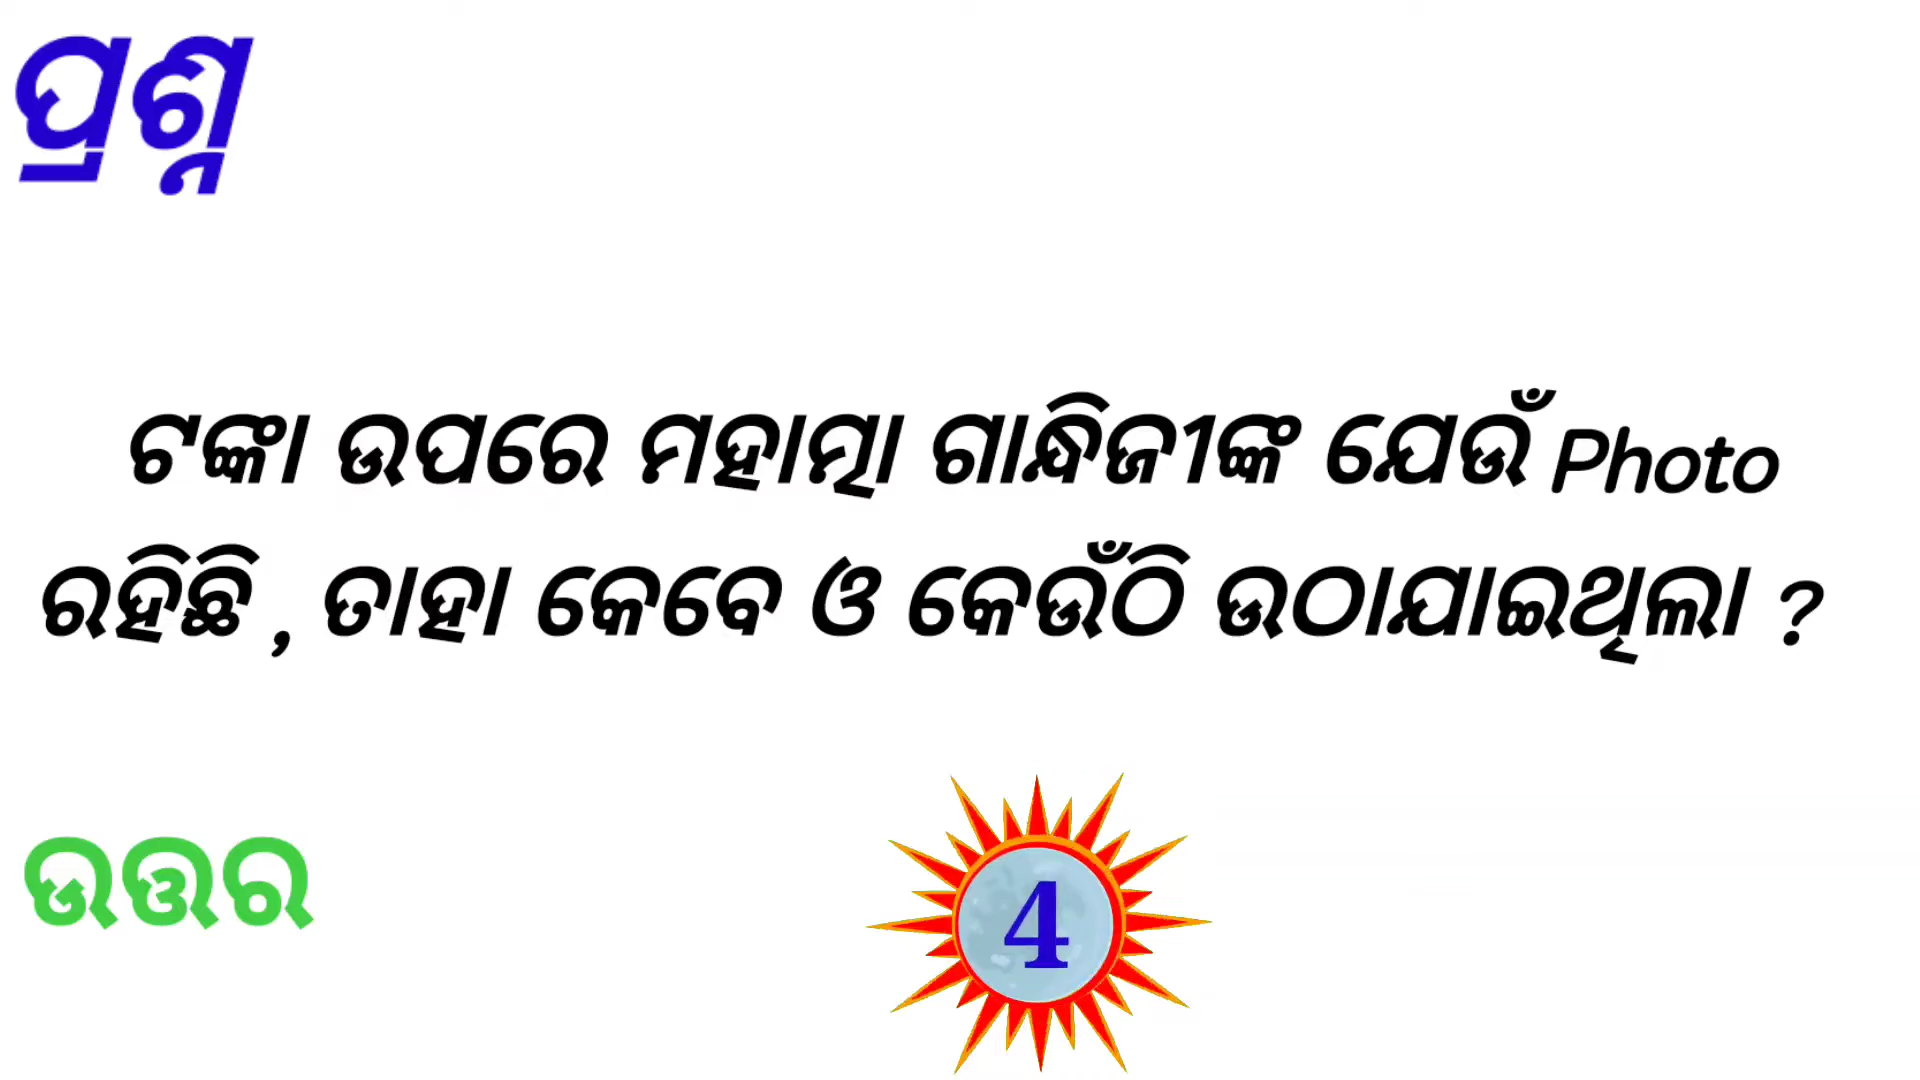 ପ୍ରଶ୍ନ
ଟଙ୍କା ଉପରେ ମହାତ୍ମା ଗାନ୍ଧିଜୀଙ୍କ ଯେଉଁ Photo
ରହିଛି , ତାହା କେବେ ଓ କେଉଁଠି ଉଠାଯାଇଥିଲା ?
ଉତ୍ତର
4